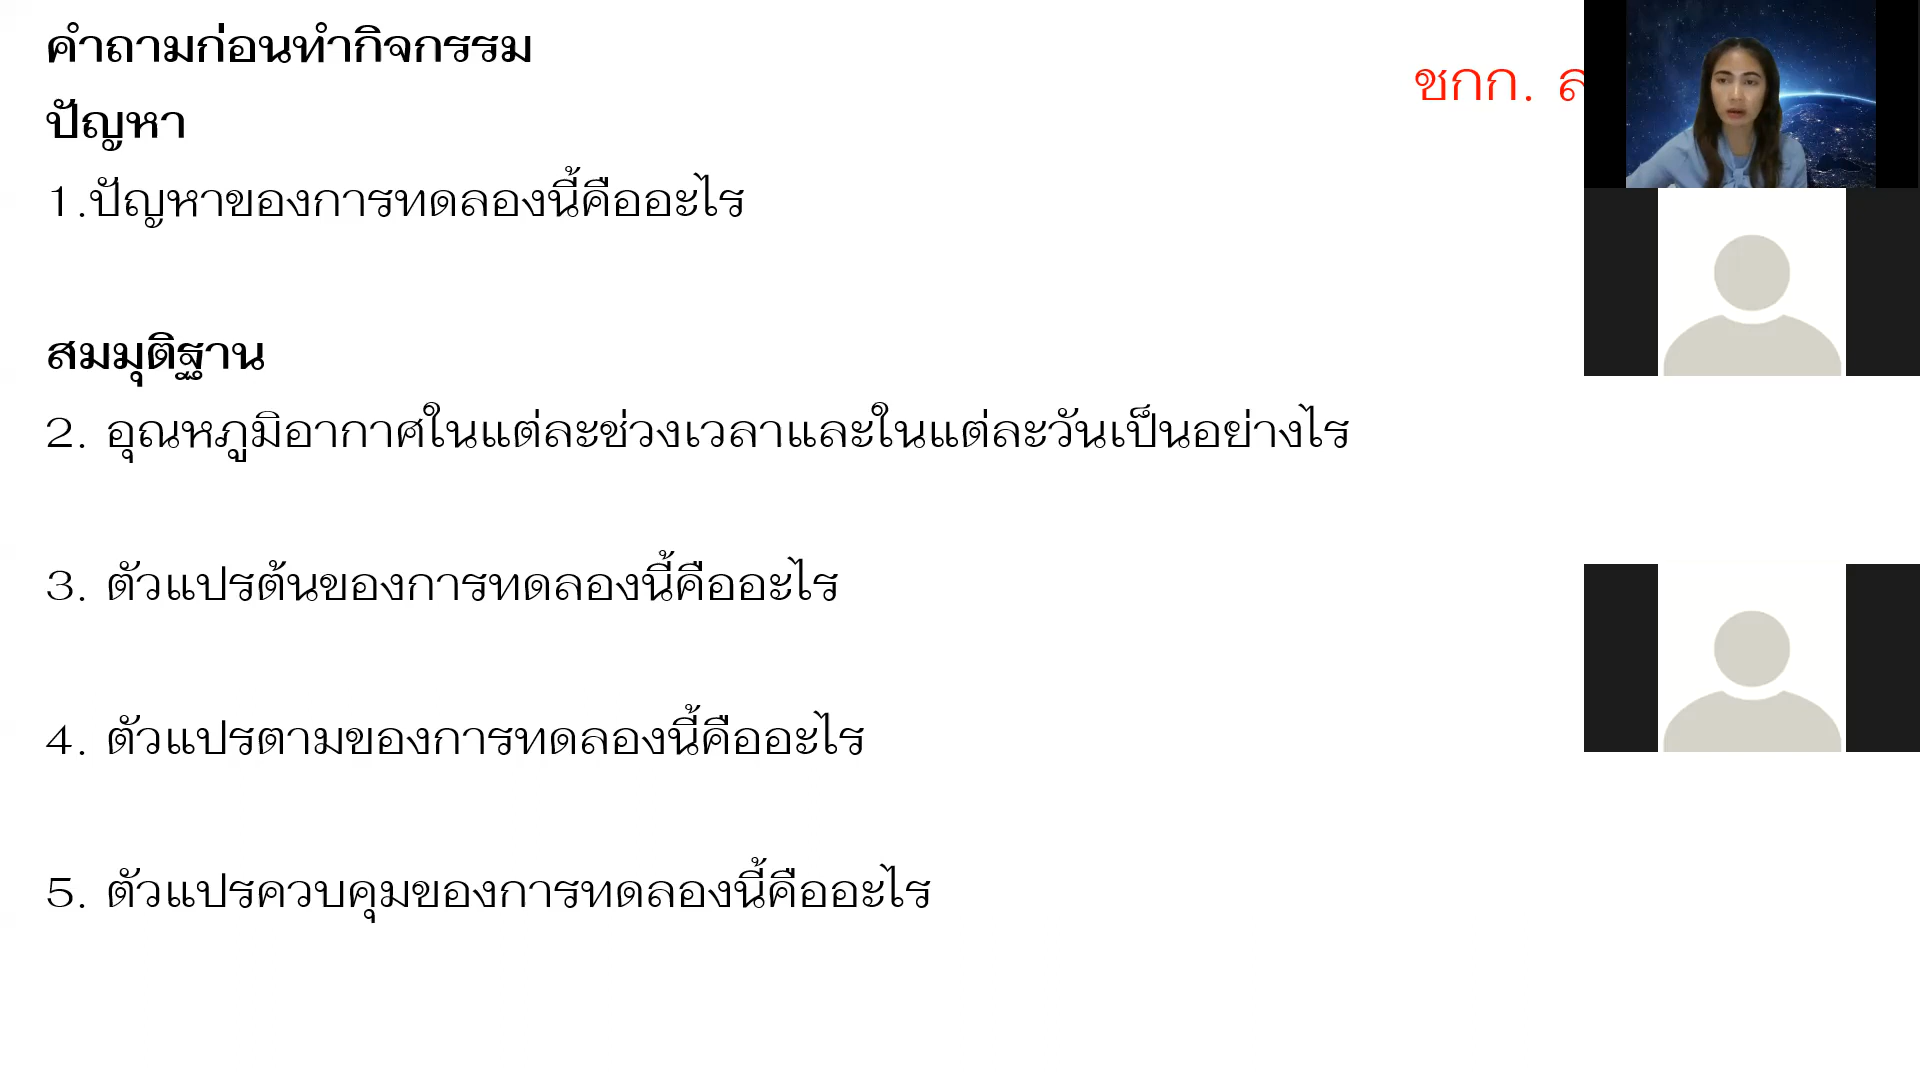 คำถามก่อนทำกิจกรรม
ชกก.
ปัญหา
1.ปัญหาของการทดลองนี้คืออะไร
สมมุติฐาน
2. อุณหภูมิอากาศในแต่ละช่วงเวลาและในแต่ละวันเป็นอย่างไร
3. ตัวแปรต้นของการทดลองนี้คืออะไร
4. ตัวแปรตามของการทดลองนี้คืออะไร
5. ตัวแปรควบคุมของการทดลองนี้คืออะไร